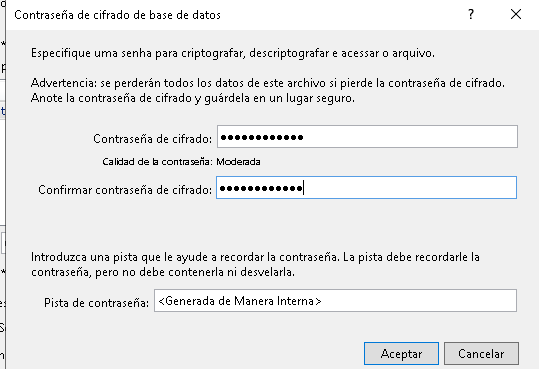 Contraseña de cifrado de base de datos
Especifique uma senha para criptografar, descriptografar e acessar o arquivo.
Advertencia: se perderán todos los datos de este archivo si pierde la contraseña de cifrado.
Anote la contraseña de cifrado y guárdela en un lugar seguro.
Contraseña de cifrado: ●●●●●●●●●●●●
Calidad de la contraseña: Moderada
Confirmar contraseña de cifrado: ●●●●●●●●●●●●
Introduzca una pista que le ayude a recordar la contraseña. La pista debe recordarle la
contraseña, pero no debe contenerla ni desvelarla.
Pista de contraseña: <Generada de Manera Interna>
Aceptar Cancelar